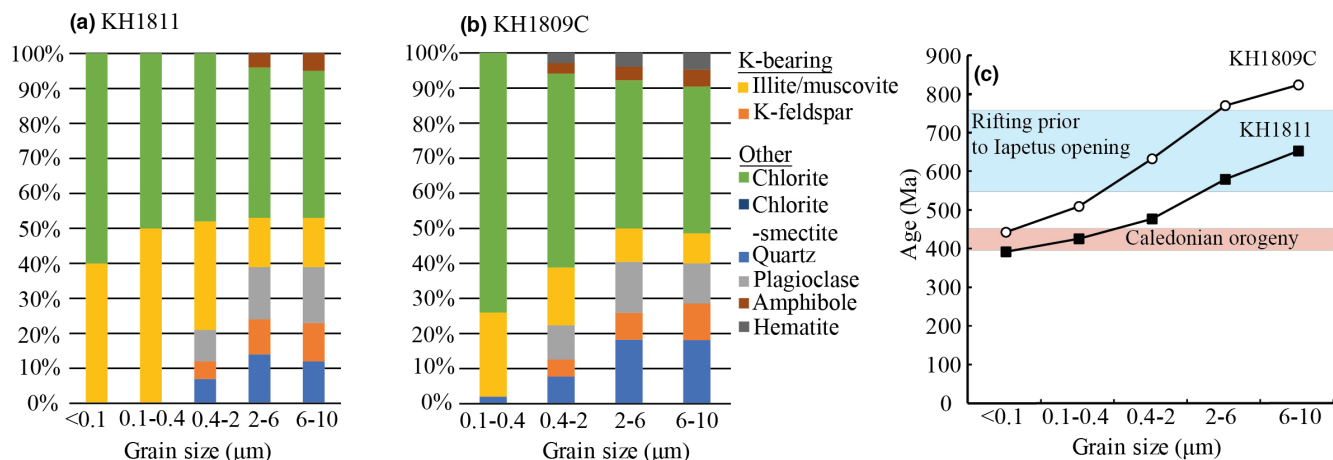 (a) KH1811
100%
90%
80%
70%
60%
50%
40%
30%
20%
10%
0%
<0.1 0.1-0.4 0.4-2 2-6 6-10
Grain size (μm)
(b) KH1809C
100%
90%
80%
70%
60%
50%
40%
30%
20%
10%
0%
0.1-0.4 0.4-2 2-6 6-10
Grain size (μm)
K-bearing
Illite/muscovite
K-feldspar
Other
Chlorite
Chlorite
-smectite
Quartz
Plagioclase
Amphibole
Hematite
(c)
900
800
700
600
500
400
300
200
100
0
Age (Ma)
KH1809C
KH1811
Rifting prior
to Iapetus opening
Caledonian orogeny
<0.1 0.1-0.4 0.4-2 2-6 6-10
Grain size (μm)